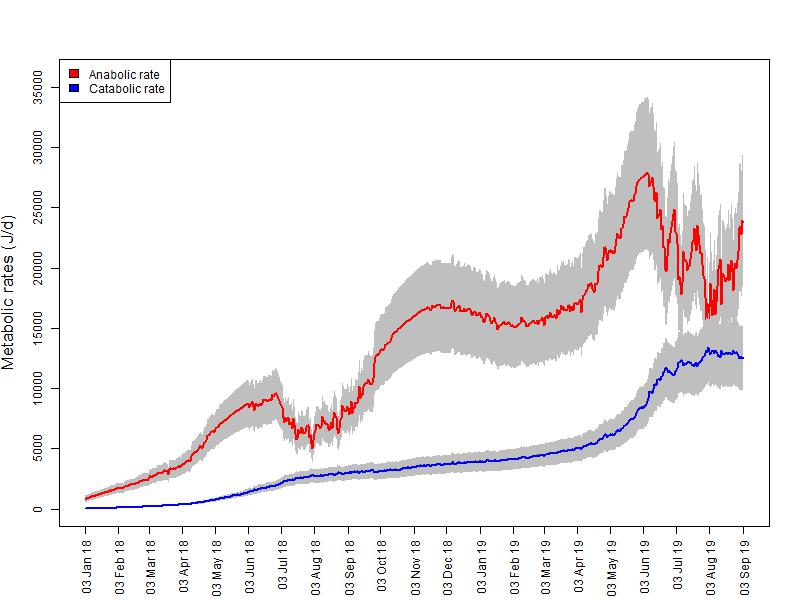 Anabolic rate
Catabolic rate
Metabolic rates (J/d)
35000
30000
25000
20000
15000
10000
5000
0
03 Jan 18
03 Feb 18
03 Mar 18
03 Apr 18
03 May 18
03 Jun 18
03 Jul 18
03 Aug 18
03 Sep 18
03 Oct 18
03 Nov 18
03 Dec 18
03 Jan 19
03 Feb 19
03 Mar 19
03 Apr 19
03 May 19
03 Jun 19
03 Jul 19
03 Aug 19
03 Sep 19